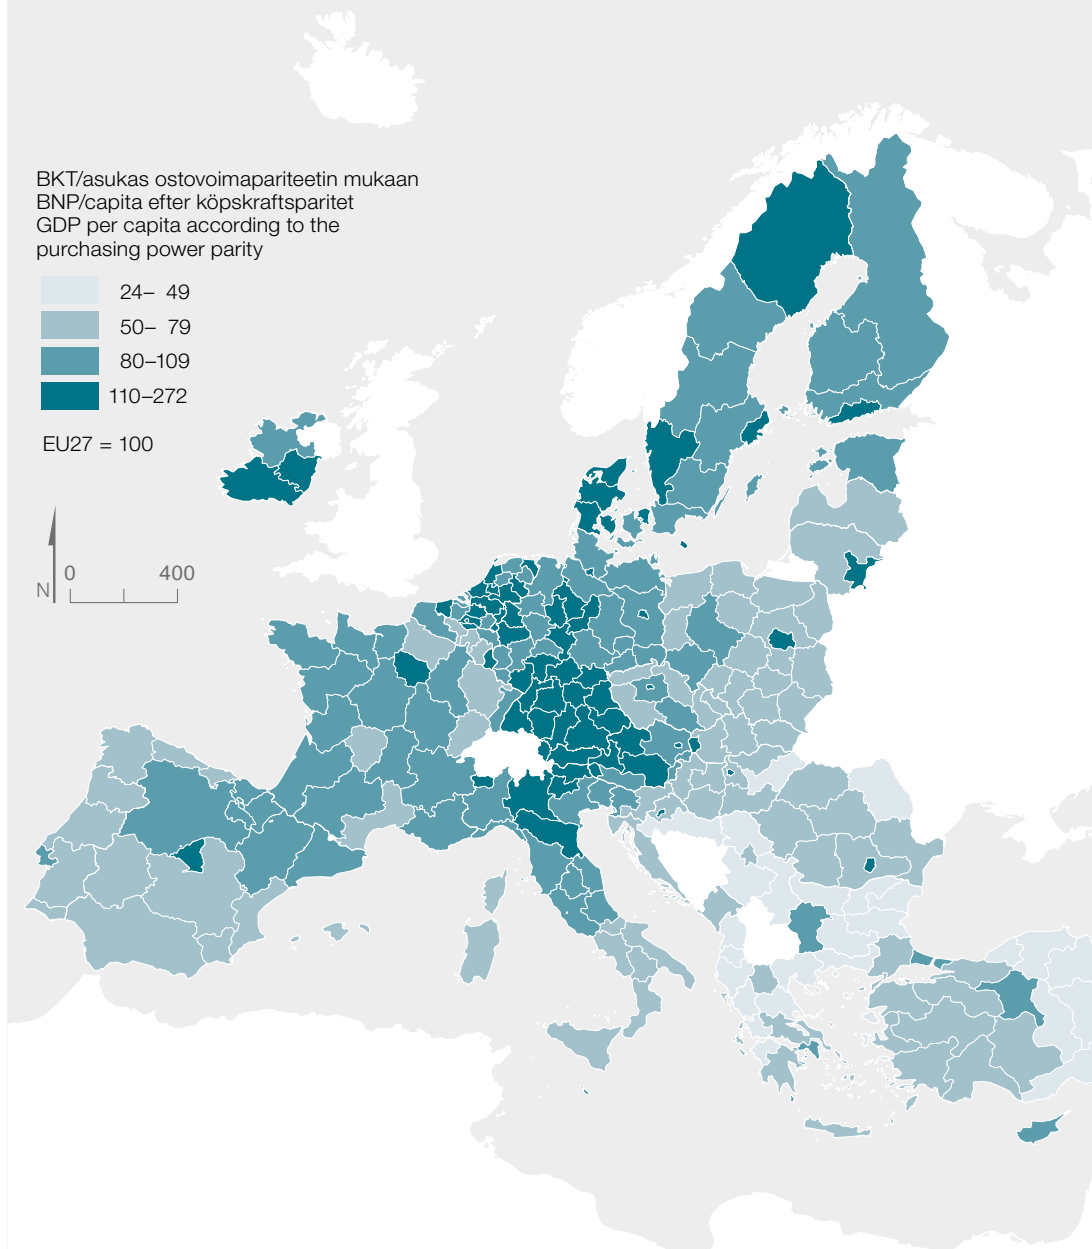 BKT/asukas ostovoimapariteetin mukaan
BNP/capita efter köpskraftsparitet
GDP per capita according to the
purchasing power parity
24– 49
50– 79
80–109
110–272
EU27 = 100
N
0 400